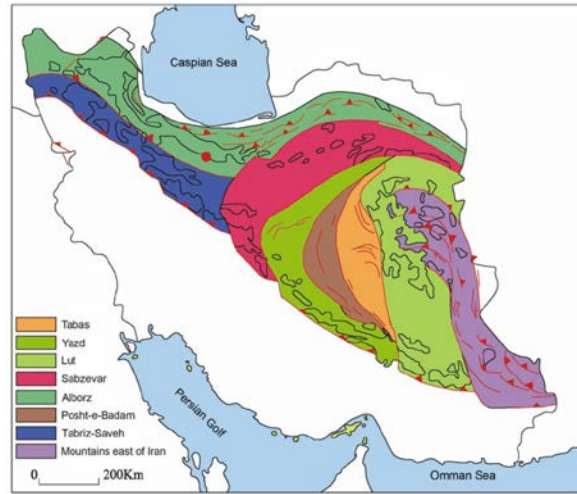 Caspian Sea
Tabas
Yazd
Lut
Sabzevar
Alborz
Posht-e-Badam
Tabriz-Saveh
Mountains east of Iran
0 200Km
Persian Golf
Omman Sea